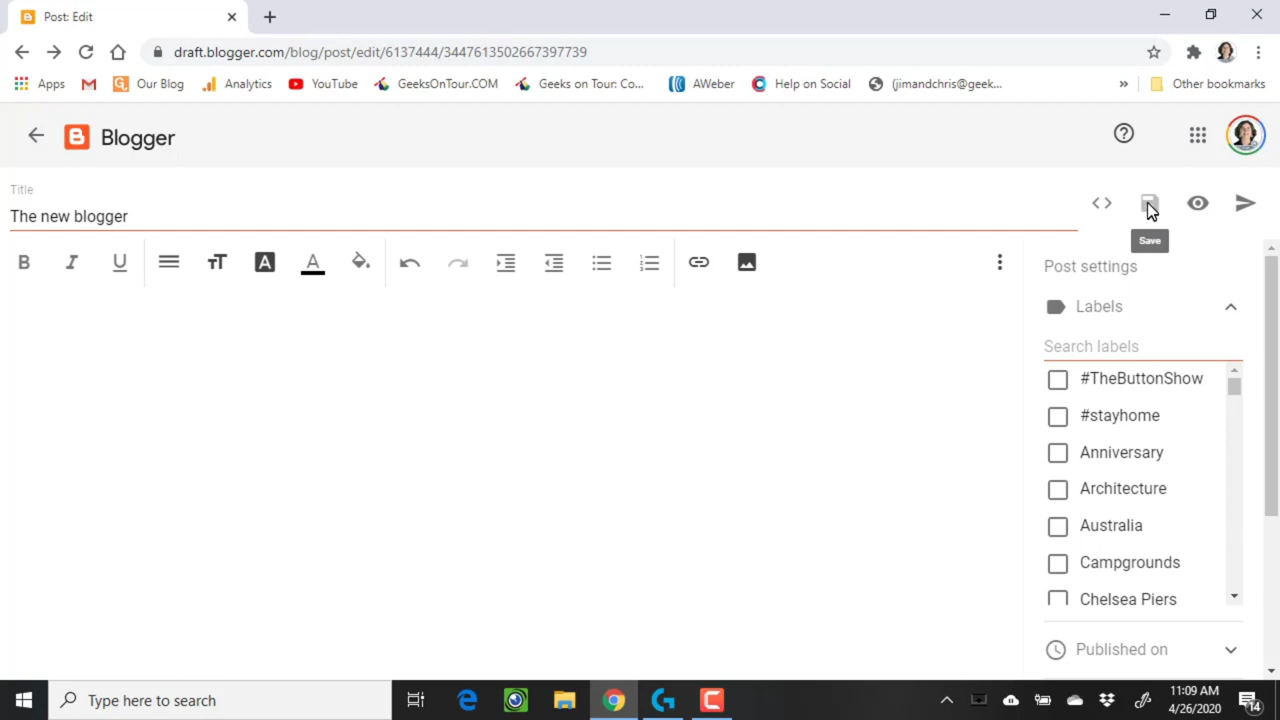 Post: Edit
draft.blogger.com/blog/post/edit/6137444/3447613502667397739
Apps Our Blog Analytics YouTube GeeksOnTour.COM Geeks on Tour: Co... AWeber Help on Social (jimandchris@geek... » Other bookmarks
Blogger
Title
The new blogger
Save
Post settings
Labels
Search labels
#TheButtonShow
#stayhome
Anniversary
Architecture
Australia
Campgrounds
Chelsea Piers
Published on
Type here to search
11:09 AM
4/26/2020
14